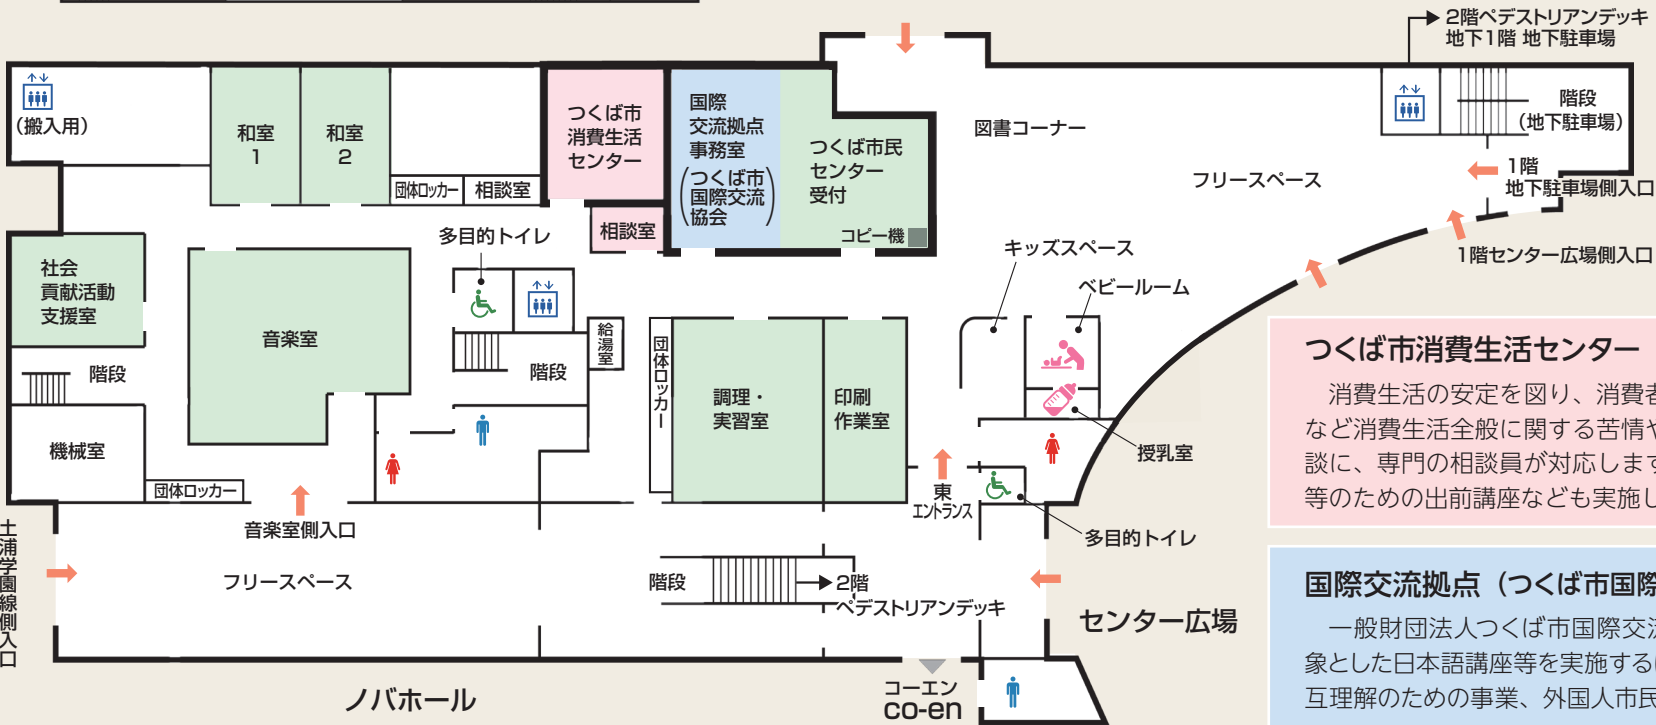 2階ペデストリアンデッキ
地下1階 地下駐車場
(搬入用)
和室
1
和室
2
団体ロッカー
相談室
つくば市
消費生活
センター
相談室
国際
交流拠点
事務室
(つくば市
国際交流
協会)
つくば市民
センター
受付
コピー機
図書コーナー
フリースペース
階段
(地下駐車場)
1階
地下駐車場側入口
1階センター広場側入口
社会
貢献活動
支援室
音楽室
多目的トイレ
給湯室
階段
階段
機械室
団体ロッカー
音楽室側入口
団体ロッカー
調理・
実習室
印刷
作業室
キッズスペース
ベビールーム
授乳室
東
エントランス
多目的トイレ
土浦学園線側入口
フリースペース
階段
2階
ペデストリアンデッキ
センター広場
ノバホール
コーエン
co-en
つくば市消費生活センター
消費生活の安定を図り、消費者
など消費生活全般に関する苦情や
談に、専門の相談員が対応します
等のための出前講座なども実施し
国際交流拠点(つくば市国際
一般財団法人つくば市国際交流
象とした日本語講座等を実施する
互理解のための事業、外国人市民